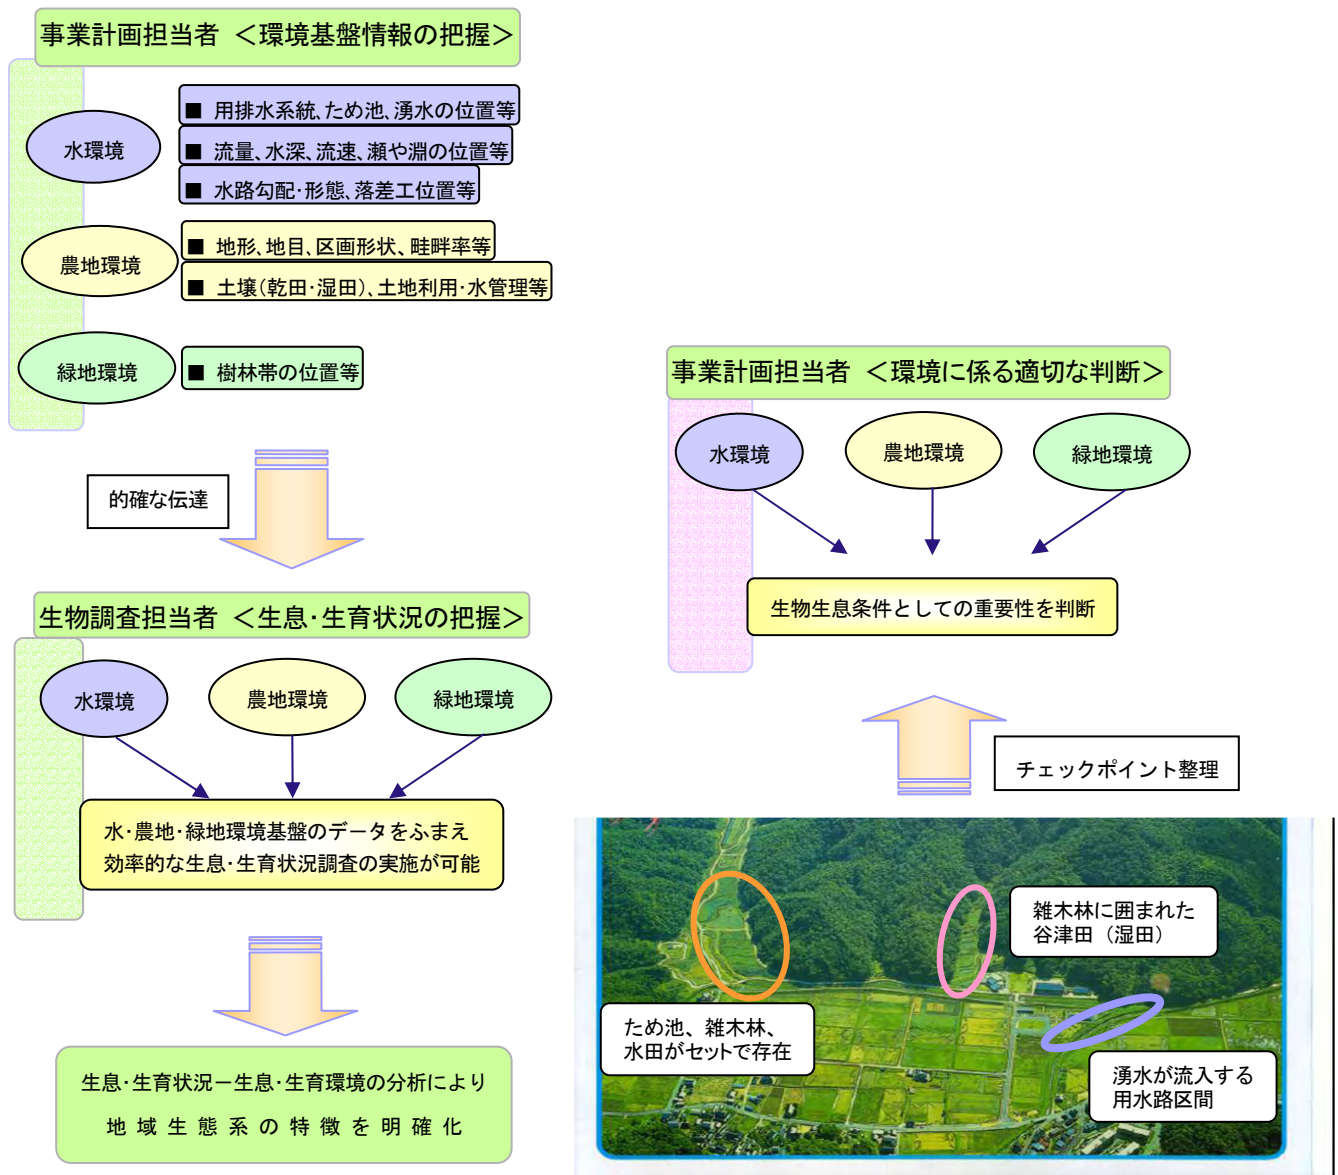 事業計画担当者 ＜環境基盤情報の把握＞
水環境
■ 用排水系統、ため池、湧水の位置等
■ 流量、水深、流速、瀬や淵の位置等
■ 水路勾配・形態、落差工位置等
農地環境
■ 地形、地目、区画形状、畦畔率等
■ 土壌（乾田・湿田）、土地利用・水管理等
緑地環境
■ 樹林帯の位置等
的確な伝達
生物調査担当者 ＜生息・生育状況の把握＞
水環境
農地環境
緑地環境
水・農地・緑地環境基盤のデータをふまえ
効率的な生息・生育状況調査の実施が可能
生息・生育状況－生息・生育環境の分析により
地域生態系の特徴を明確化
事業計画担当者 ＜環境に係る適切な判断＞
水環境
農地環境
緑地環境
生物生息条件としての重要性を判断
チェックポイント整理
雑木林に囲まれた
谷津田（湿田）
ため池、雑木林、
水田がセットで存在
湧水が流入する
用水路区間